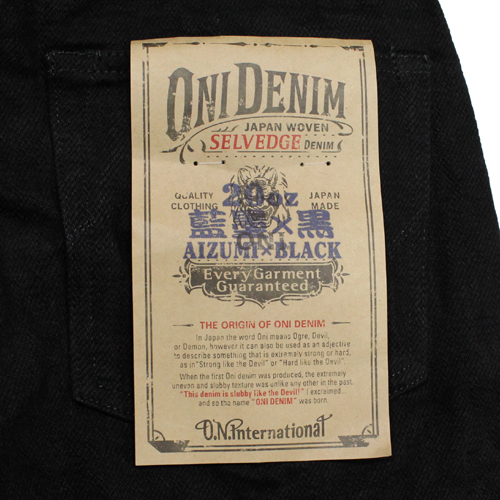 ONI DENIM
JAPAN WOVEN
SELVEDGE DENIM
QUALITY CLOTHING
20oz
JAPAN MADE
藍墨×黒
ONI
AIZUMI×BLACK
Every Garment
Guaranteed
THE ORIGIN OF ONI DENIM
In Japan the word Oni means Ogre, Devil,
or Demon, however it can also be used as an adjective
to describe something that is extremely strong or hard,
as in "Strong like the Devil" or "Hard like the Devil".
When the first Oni denim was produced, the extremely
uneven and slubby texture was unlike any other in the past.
"This denim is slubby like the Devil!" I exclaimed...
and so the name "ONI DENIM" was born.
O.N.International